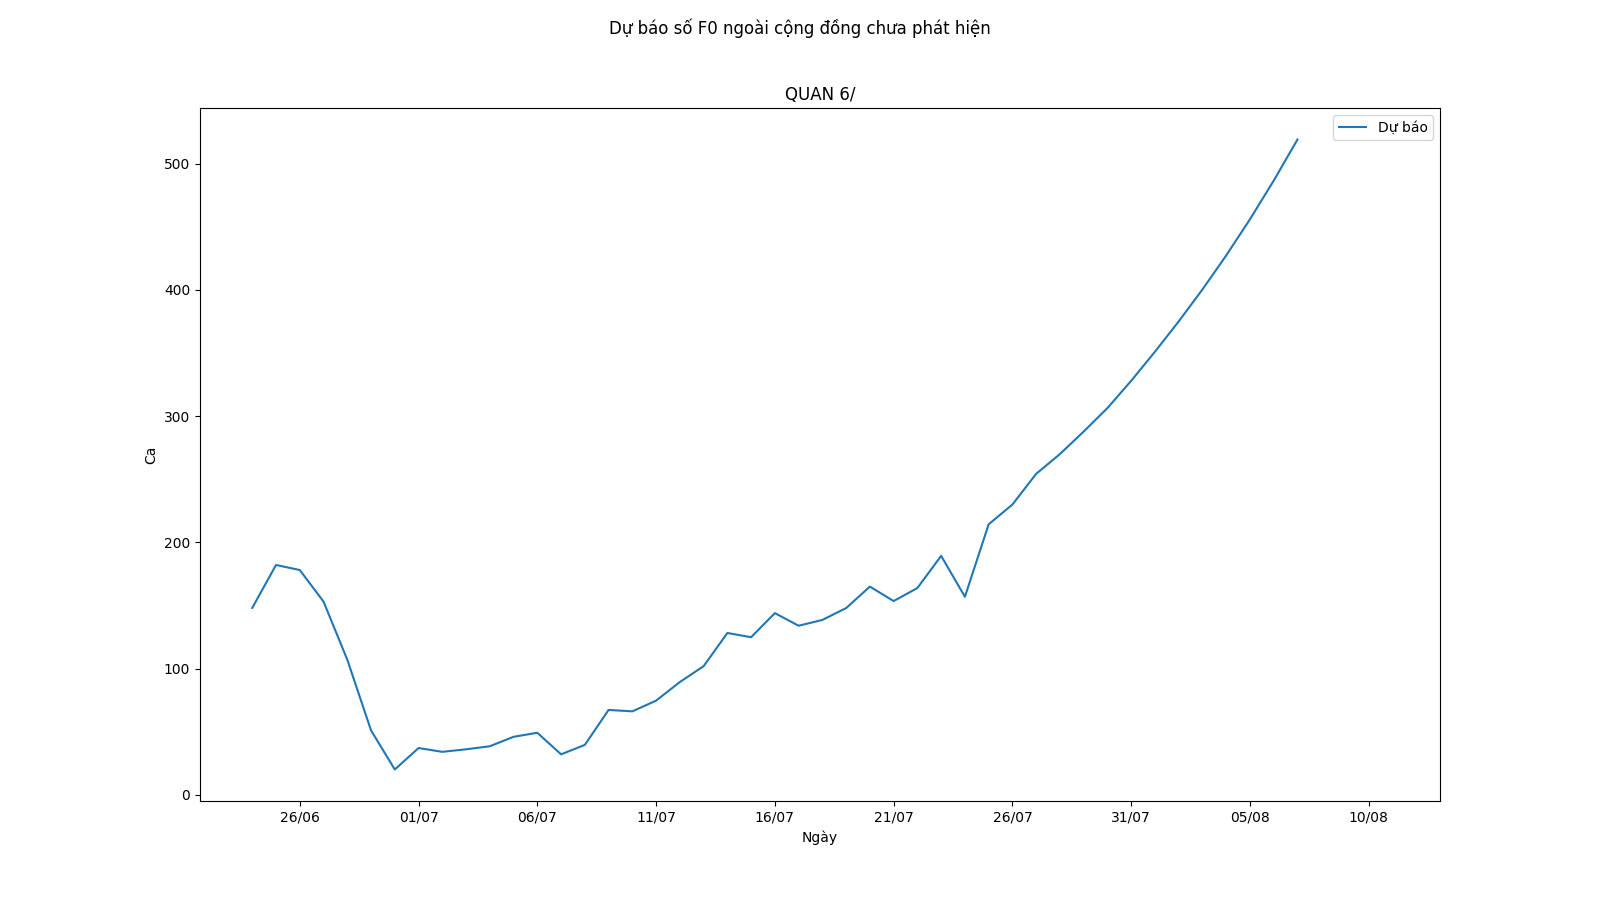 Dự báo số F0 ngoài cộng đồng chưa phát hiện
QUAN 6/
Dự báo
500
400
300
200
100
0
Ca
26/06 01/07 06/07 11/07 16/07 21/07 26/07 31/07 05/08 10/08
Ngày